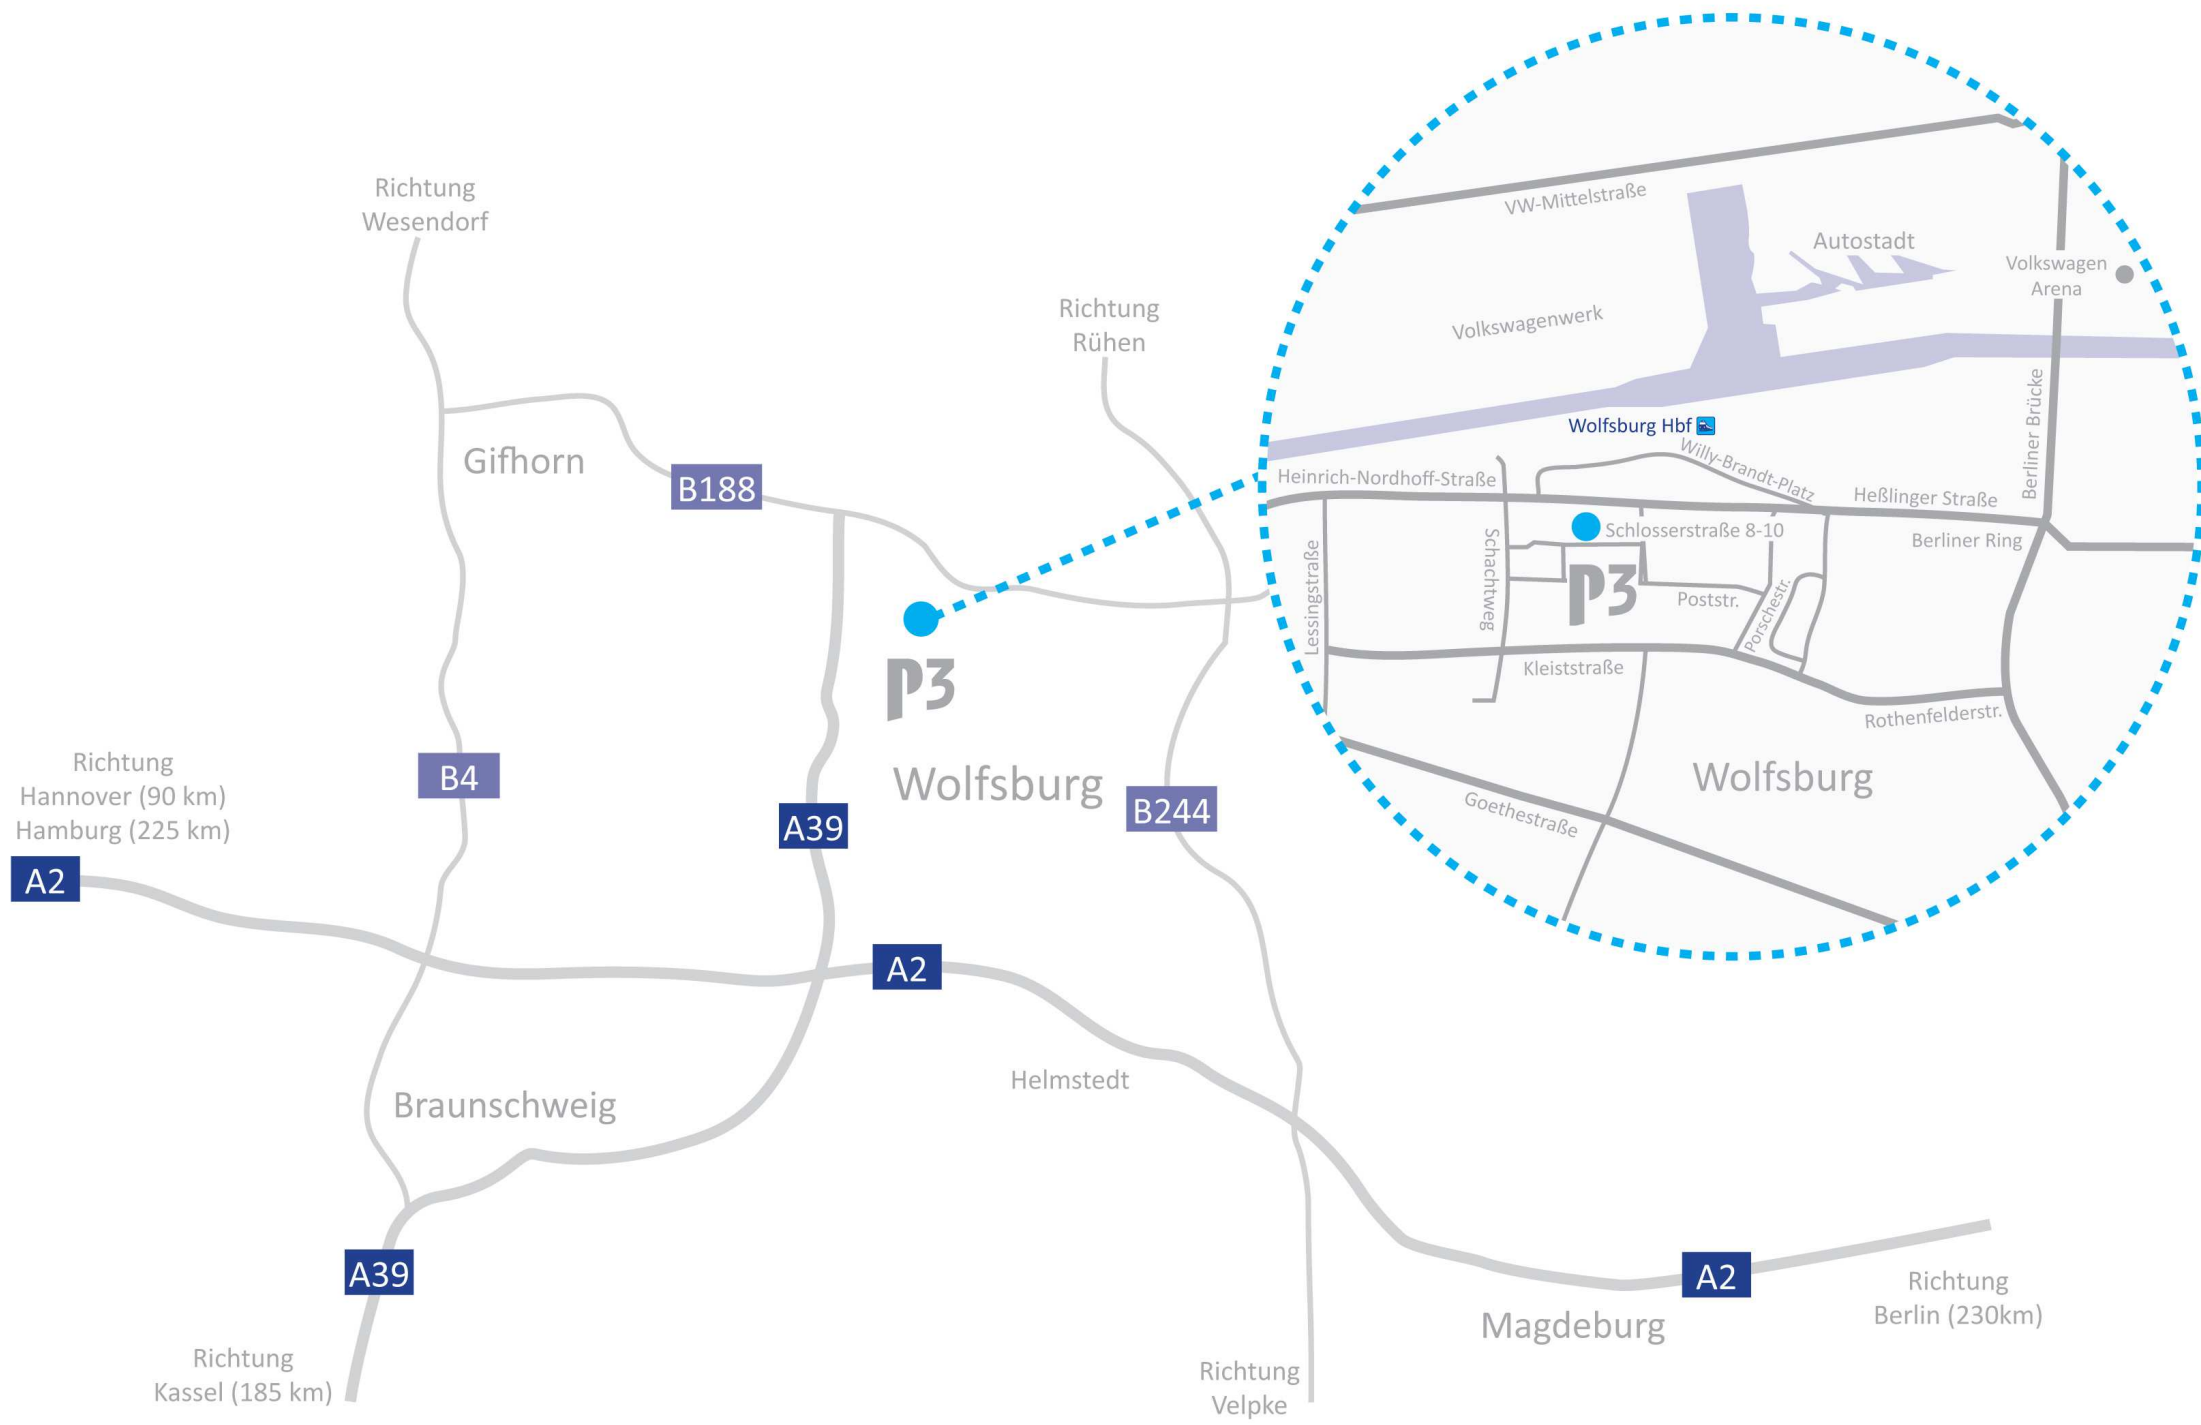 Richtung
Wesendorf
Richtung
Rühen
Gifhorn
B188
P3
Wolfsburg
B4
A39
B244
Richtung
Hannover (90 km)
Hamburg (225 km)
A2
A2
Helmstedt
Braunschweig
A39
Richtung
Kassel (185 km)
Richtung
Velpke
Magdeburg
A2
Richtung
Berlin (230km)
VW-Mittelstraße
Autostadt
Volkswagen
Arena
Volkswagenwerk
Berliner Brücke
Wolfsburg Hbf
Willy-Brandt-Platz
Heinrich-Nordhoff-Straße
Heßlinger Straße
Schlosserstraße 8-10
Berliner Ring
Lessingstraße
Schachtweg
P3
Poststr.
Porschestr.
Kleiststraße
Rothenfelderstr.
Wolfsburg
Goethestraße